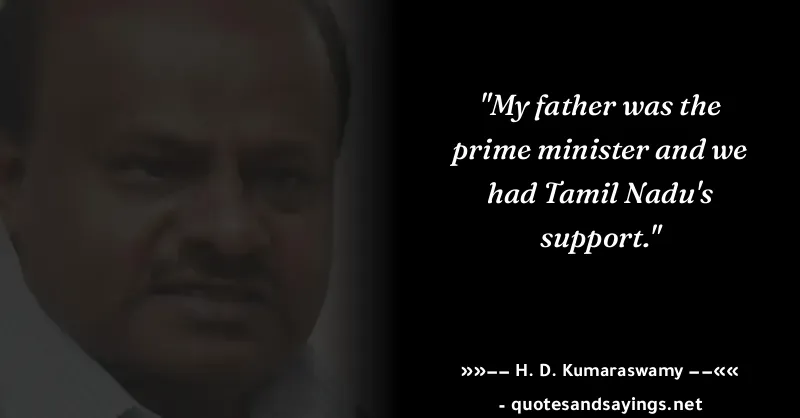 "My father was the
prime minister and we
had Tamil Nadu's
support."
»»−− H. D. Kumaraswamy −−««
- quotesandsayings.net